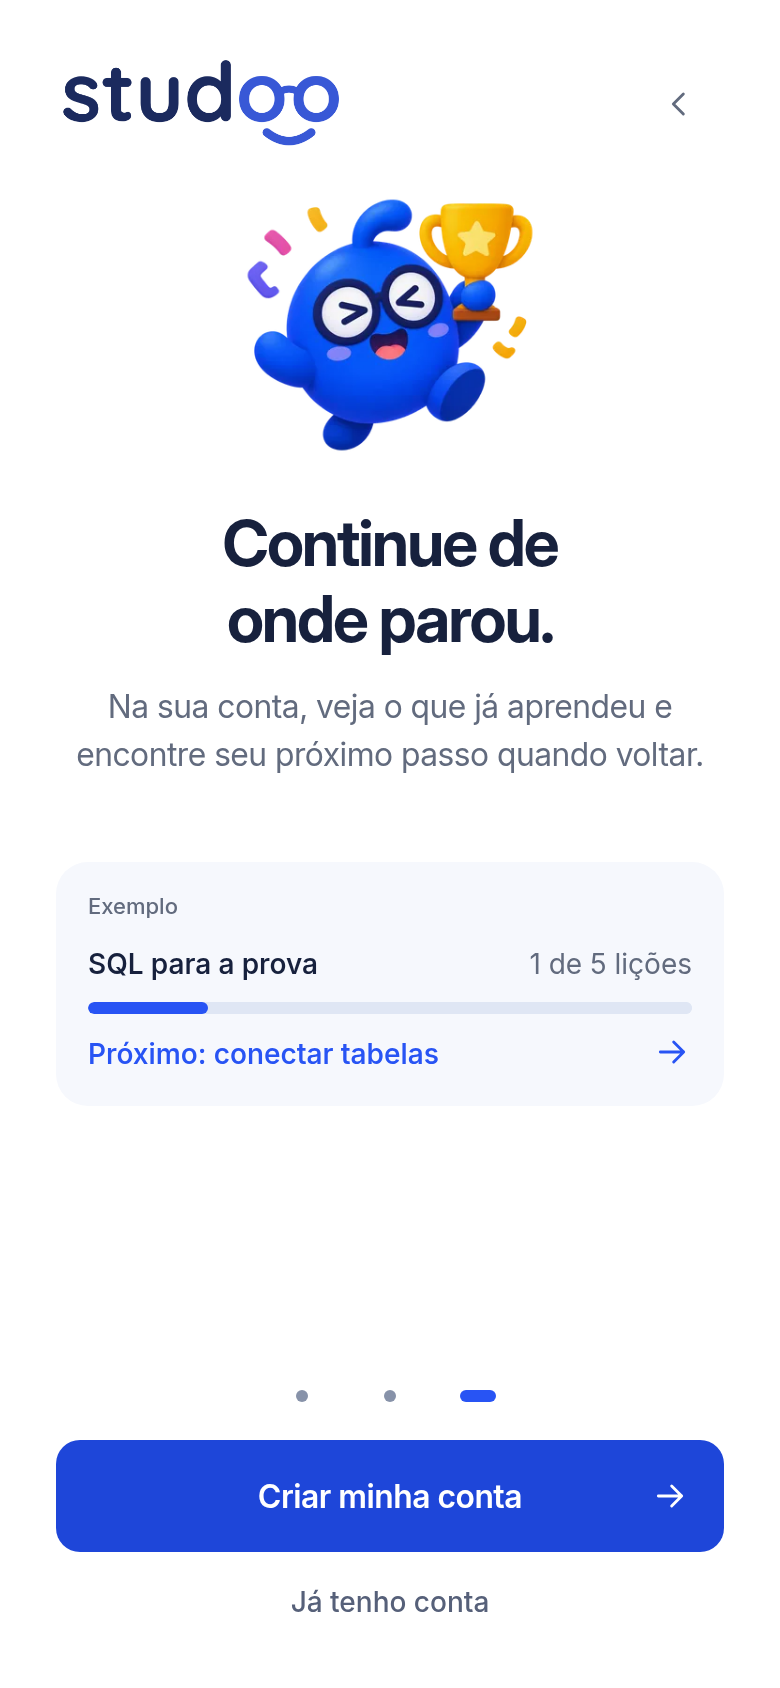 studoo
Continue de
onde parou.
Na sua conta, veja o que já aprendeu e
encontre seu próximo passo quando voltar.
Exemplo
SQL para a prova
1 de 5 lições
Próximo: conectar tabelas
Criar minha conta
Já tenho conta